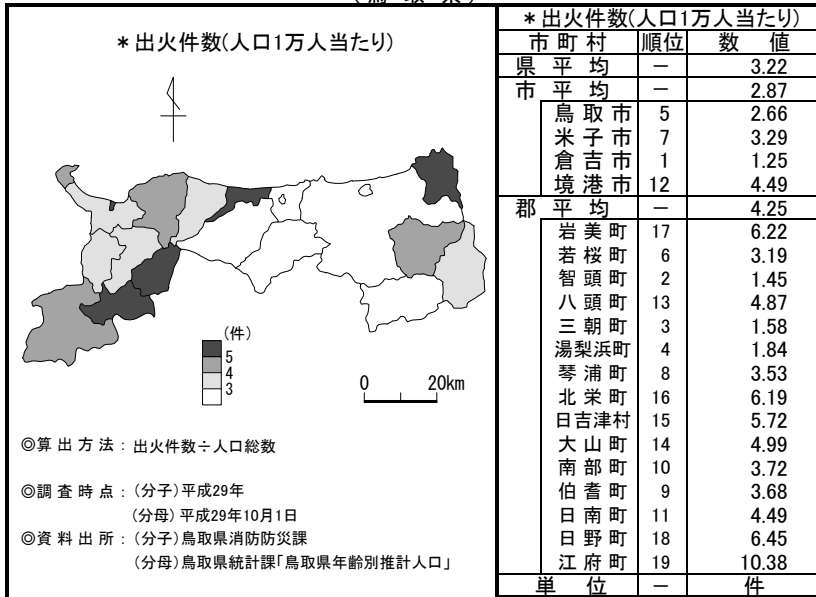 *出火件数(人口1万人当たり)
(件)
5
4
3
0 20km
◎算出方法：出火件数÷人口総数
◎調査時点：(分子)平成29年
(分母)平成29年10月1日
◎資料出所：(分子)鳥取県消防防災課
(分母)鳥取県統計課「鳥取県年齢別推計人口」
*出火件数(人口1万人当たり)
市町村 順位 数値
県平均 － 3.22
市平均 － 2.87
鳥取市 5 2.66
米子市 7 3.29
倉吉市 1 1.25
境港市 12 4.49
郡平均 － 4.25
岩美町 17 6.22
若桜町 6 3.19
智頭町 2 1.45
八頭町 13 4.87
三朝町 3 1.58
湯梨浜町 4 1.84
琴浦町 8 3.53
北栄町 16 6.19
日吉津村 15 5.72
大山町 14 4.99
南部町 10 3.72
伯耆町 9 3.68
日南町 11 4.49
日野町 18 6.45
江府町 19 10.38
単位 － 件